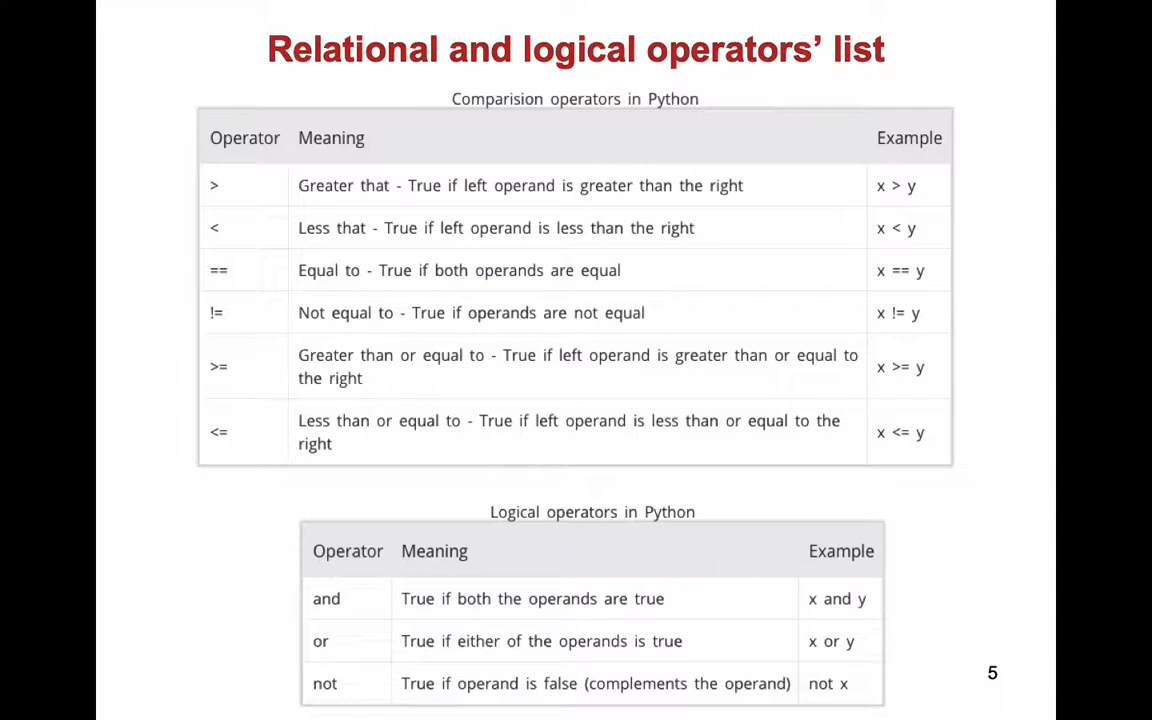 Relational and logical operators’ list
Comparision operators in Python
Operator Meaning Example
> Greater that - True if left operand is greater than the right x > y
< Less that - True if left operand is less than the right x < y
== Equal to - True if both operands are equal x == y
!= Not equal to - True if operands are not equal x != y
Greater than or equal to - True if left operand is greater than or equal to
>= x >= y
the right
Less than or equal to - True if left operand is less than or equal to the
<= x <= y
right
Logical operators in Python
Operator Meaning Example
and True if both the operands are true x and y
or True if either of the operands is true x or y
not True if operand is false (complements the operand) not x
5